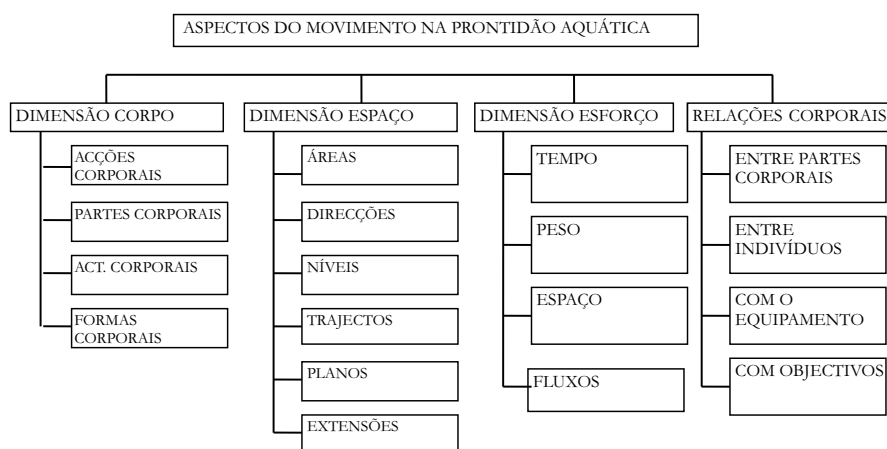 ASPECTOS DO MOVIMENTO NA PRONTIDÃO AQUÁTICA
DIMENSÃO CORPO
ACÇÕES
CORPORAIS
PARTES CORPORAIS
ACT. CORPORAIS
FORMAS
CORPORAIS
DIMENSÃO ESPAÇO
ÁREAS
DIRECÇÕES
NÍVEIS
TRAJECTOS
PLANOS
EXTENSÕES
DIMENSÃO ESFORÇO
TEMPO
PESO
ESPAÇO
FLUXOS
RELAÇÕES CORPORAIS
ENTRE PARTES
CORPORAIS
ENTRE
INDIVÍDUOS
COM O
EQUIPAMENTO
COM OBJECTIVOS